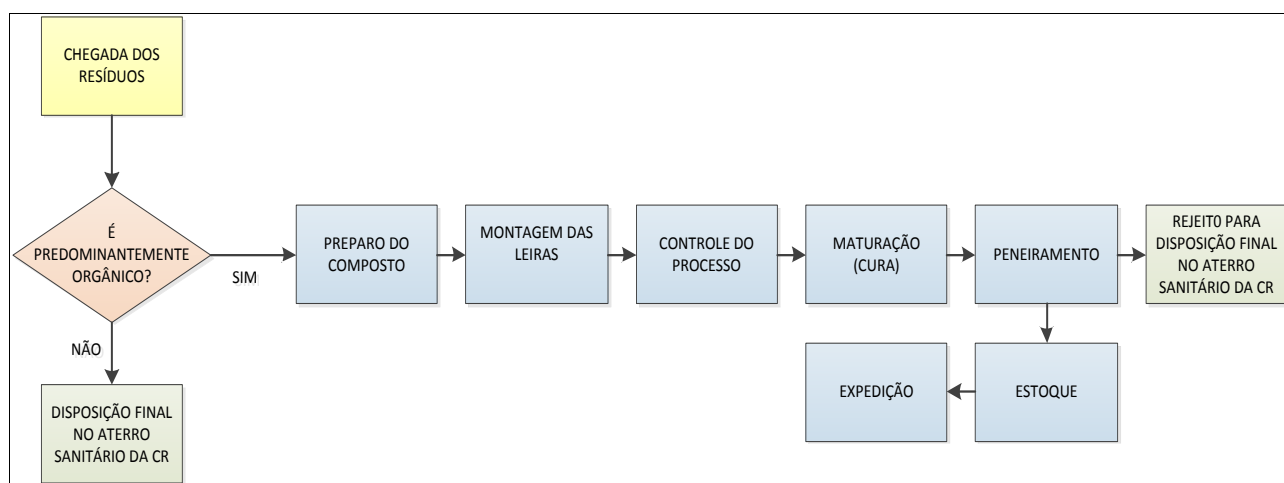 CHEGADA DOS
RESÍDUOS
É
PREDOMINANTEMENTE
ORGÂNICO?
SIM
NÃO
DISPOSIÇÃO FINAL
NO ATERRO
SANITÁRIO DA CR
PREPARO DO
COMPOSTO
MONTAGEM DAS
LEIRAS
CONTROLE DO
PROCESSO
MATURAÇÃO
(CURA)
PENEIRAMENTO
REJEIT0 PARA
DISPOSIÇÃO FINAL
NO ATERRO
SANITÁRIO DA CR
ESTOQUE
EXPEDIÇÃO